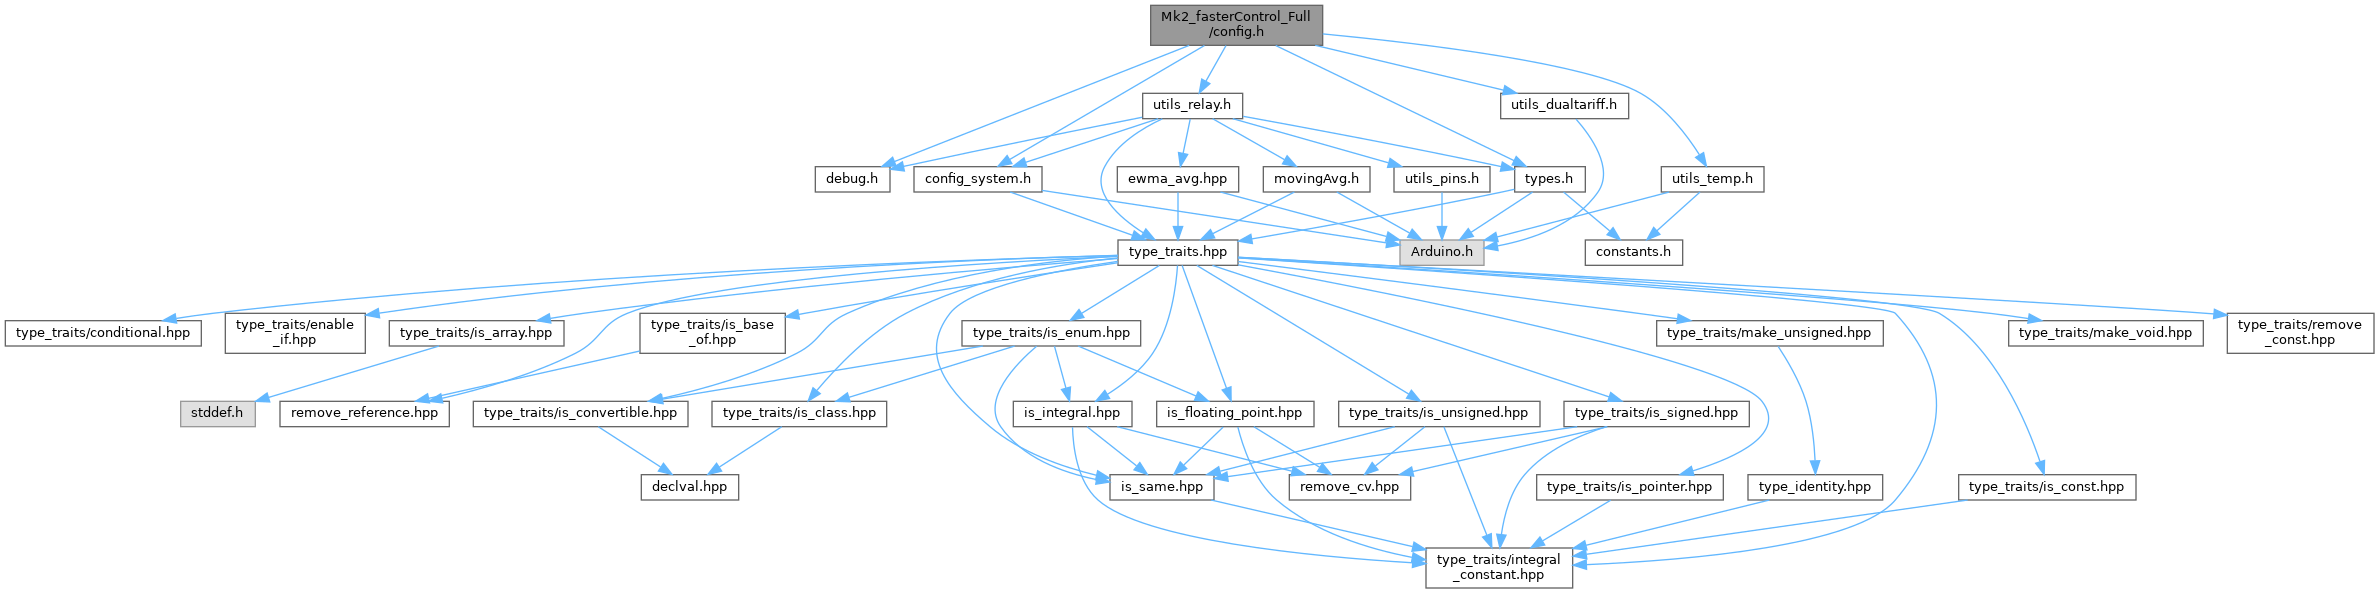 Mk2_fasterControl_Full
/config.h
utils_relay.h
utils_dualtariff.h
debug.h
config_system.h
ewma_avg.hpp
movingAvg.h
utils_pins.h
types.h
utils_temp.h
type_traits.hpp
Arduino.h
constants.h
type_traits/conditional.hpp
type_traits/enable
_if.hpp
type_traits/is_array.hpp
type_traits/is_base
_of.hpp
type_traits/is_enum.hpp
type_traits/make_unsigned.hpp
type_traits/make_void.hpp
type_traits/remove
_const.hpp
stddef.h
remove_reference.hpp
type_traits/is_convertible.hpp
type_traits/is_class.hpp
is_integral.hpp
is_floating_point.hpp
type_traits/is_unsigned.hpp
type_traits/is_signed.hpp
declval.hpp
is_same.hpp
remove_cv.hpp
type_traits/is_pointer.hpp
type_identity.hpp
type_traits/is_const.hpp
type_traits/integral
_constant.hpp